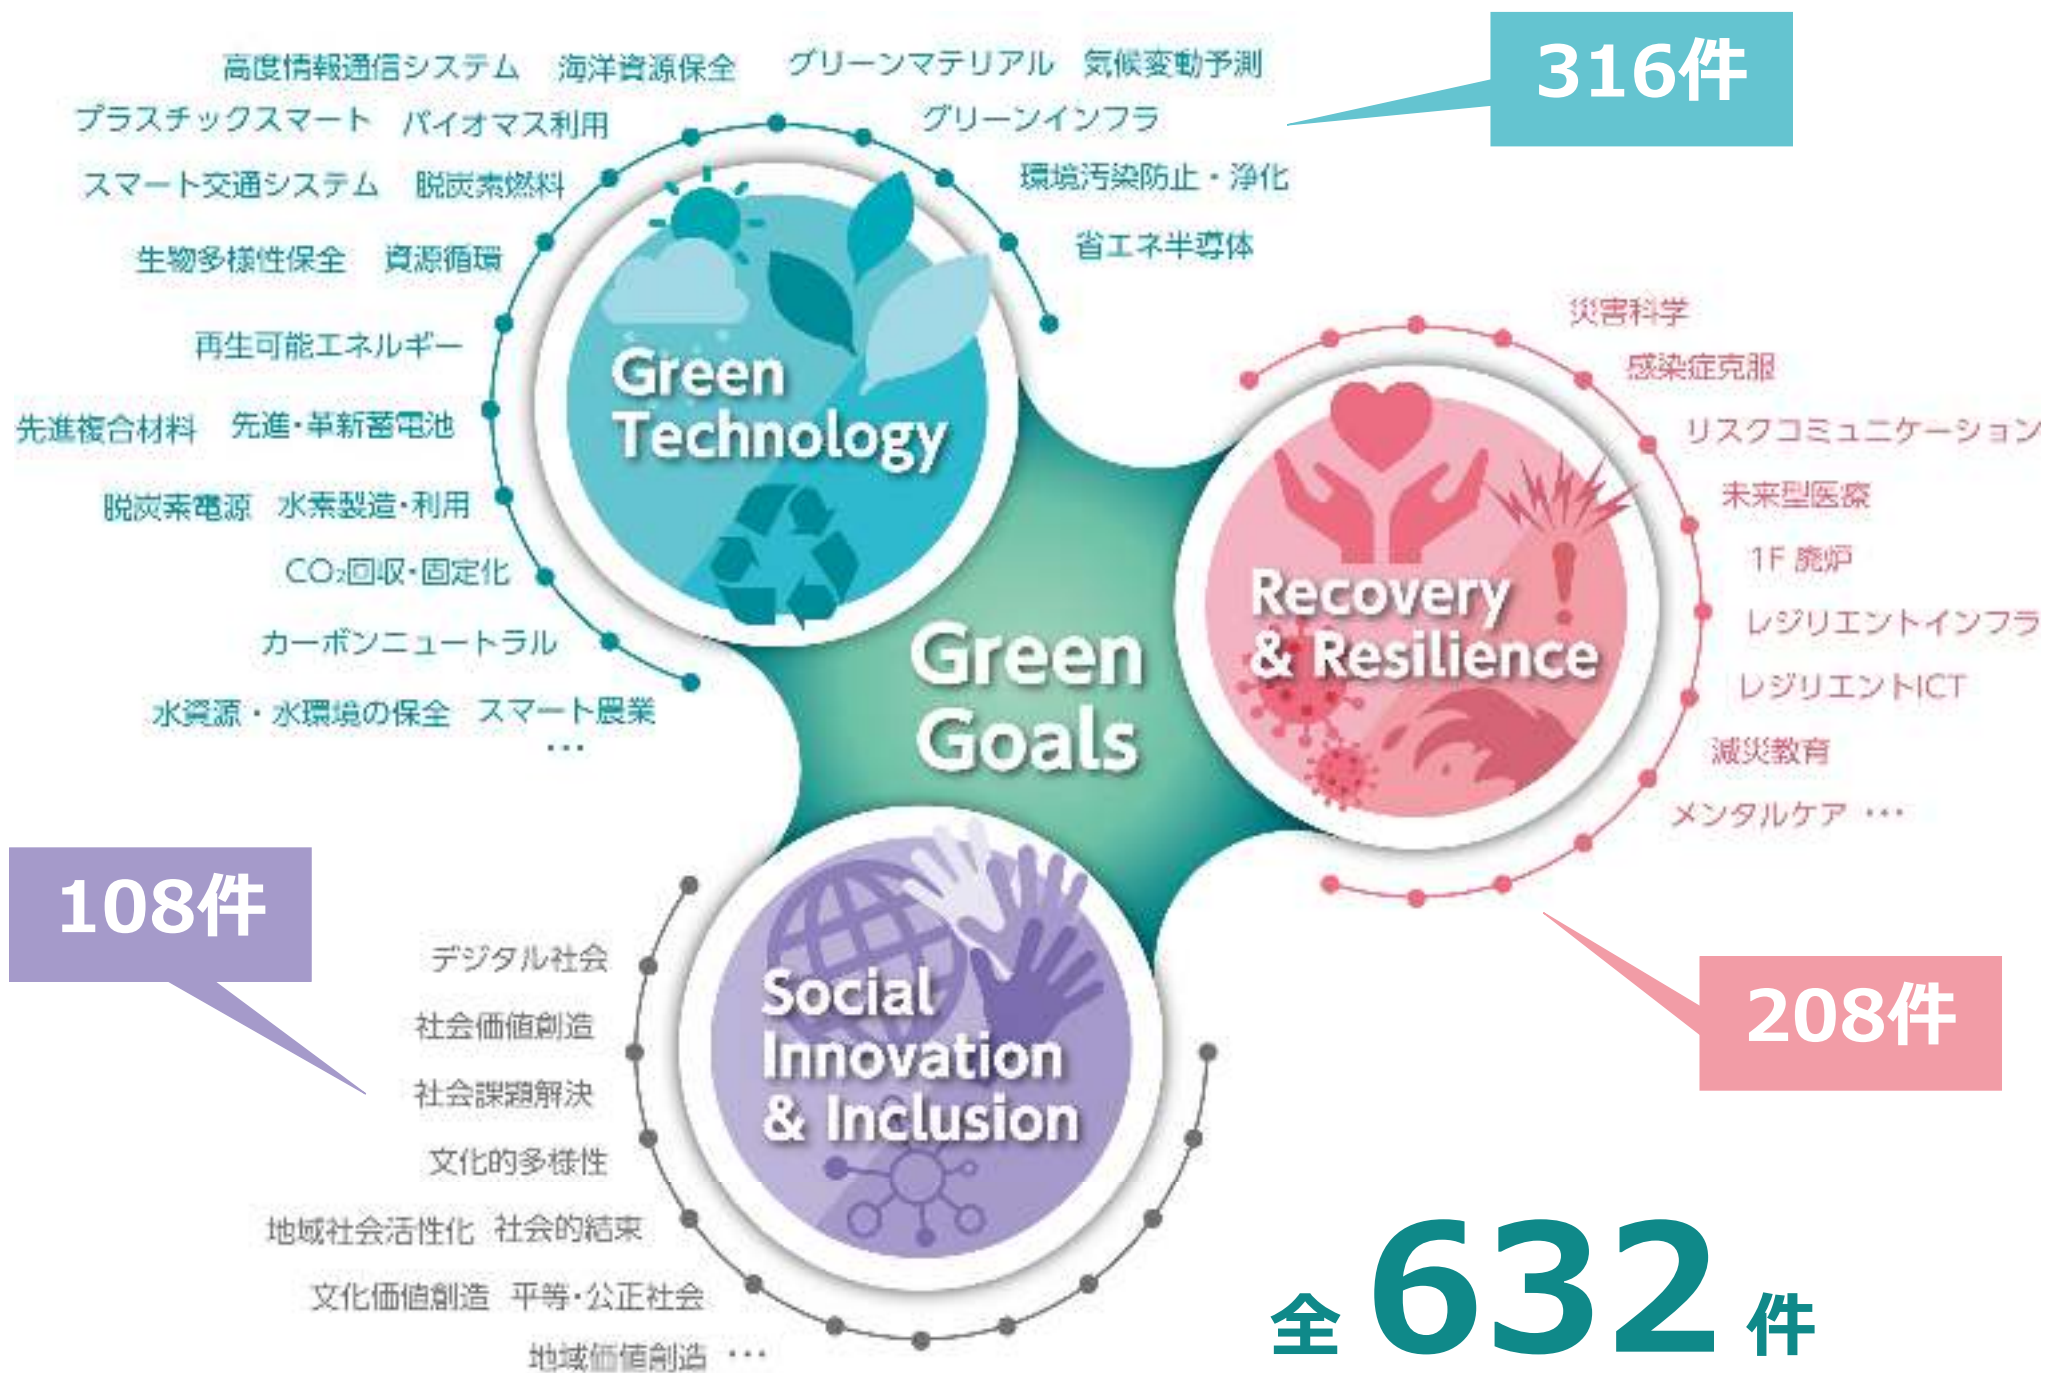 高度情報通信システム 海洋資源保全 グリーンマテリアル 気候変動予測
プラスチックスマート バイオマス利用 グリーンインフラ
スマート交通システム 脱炭素燃料 環境汚染防止・浄化
生物多様性保全 資源循環 省エネ半導体
再生可能エネルギー
先進複合材料 先進・革新蓄電池
脱炭素電源 水素製造・利用
CO₂回収・固定化
カーボンニュートラル
水資源・水環境の保全 スマート農業
…
316件
Green
Technology
災害科学
感染症克服
リスクコミュニケーション
未来型医療
1F 廃炉
レジリエントインフラ
レジリエントICT
減災教育
メンタルケア …
Recovery
& Resilience
208件
Green
Goals
108件
デジタル社会
社会価値創造
社会課題解決
文化的多様性
地域社会活性化 社会的結束
文化価値創造 平等・公正社会
地域価値創造 …
Social
Innovation
& Inclusion
全 632 件